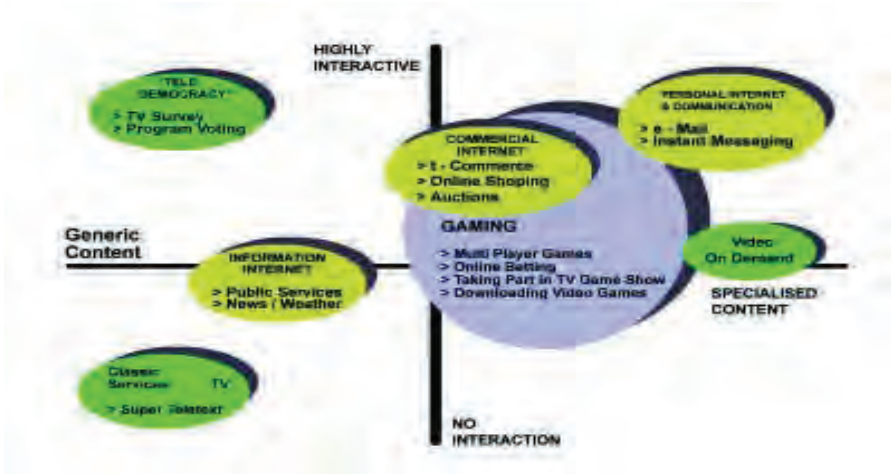 HIGHLY
INTERACTIVE
"TELE
DEMOCRACY"
> TV Survey
> Program Voting
PERSONAL INTERNET
& COMMUNICATION
> e - Mail
> Instant Messaging
COMMERCIAL
INTERNET
> t - Commerce
> Online Shoping
> Auctions
GAMING
> Multi Player Games
> Online Betting
> Taking Part in TV Game Show
> Downloading Video Games
Generic
Content
INFORMATION
INTERNET
> Public Services
> News / Weather
Video
On Demand
SPECIALISED
CONTENT
Classic
Services TV
> Super Teletext
NO
INTERACTION